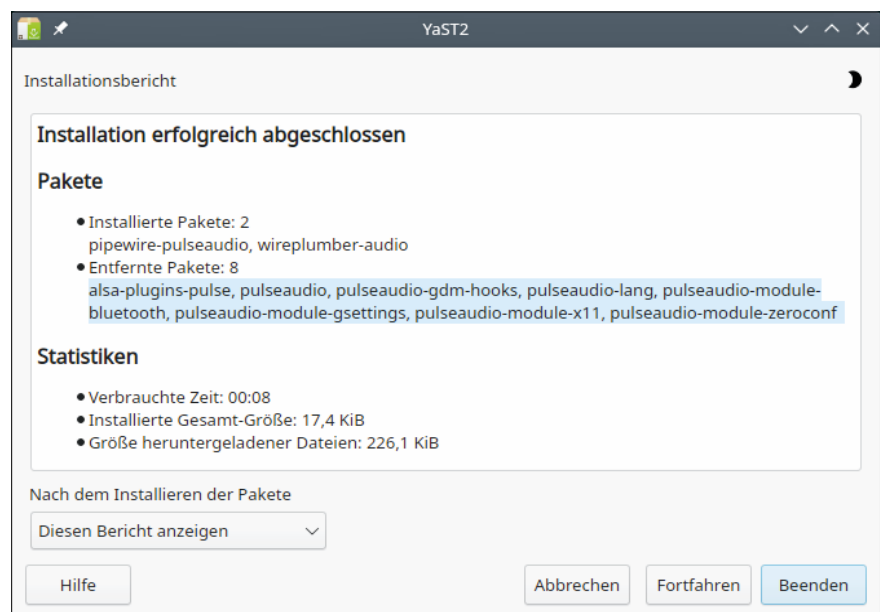 YaST2
Installationsbericht
Installation erfolgreich abgeschlossen
Pakete
Installierte Pakete: 2
pipewire-pulseaudio, wireplumber-audio
Entfernte Pakete: 8
alsa-plugins-pulse, pulseaudio, pulseaudio-gdm-hooks, pulseaudio-lang, pulseaudio-module-
bluetooth, pulseaudio-module-gsettings, pulseaudio-module-x11, pulseaudio-module-zeroconf
Statistiken
Verbrauchte Zeit: 00:08
Installierte Gesamt-Größe: 17,4 KiB
Größe heruntergeladener Dateien: 226,1 KiB
Nach dem Installieren der Pakete
Diesen Bericht anzeigen
Hilfe Abbrechen Fortfahren Beenden